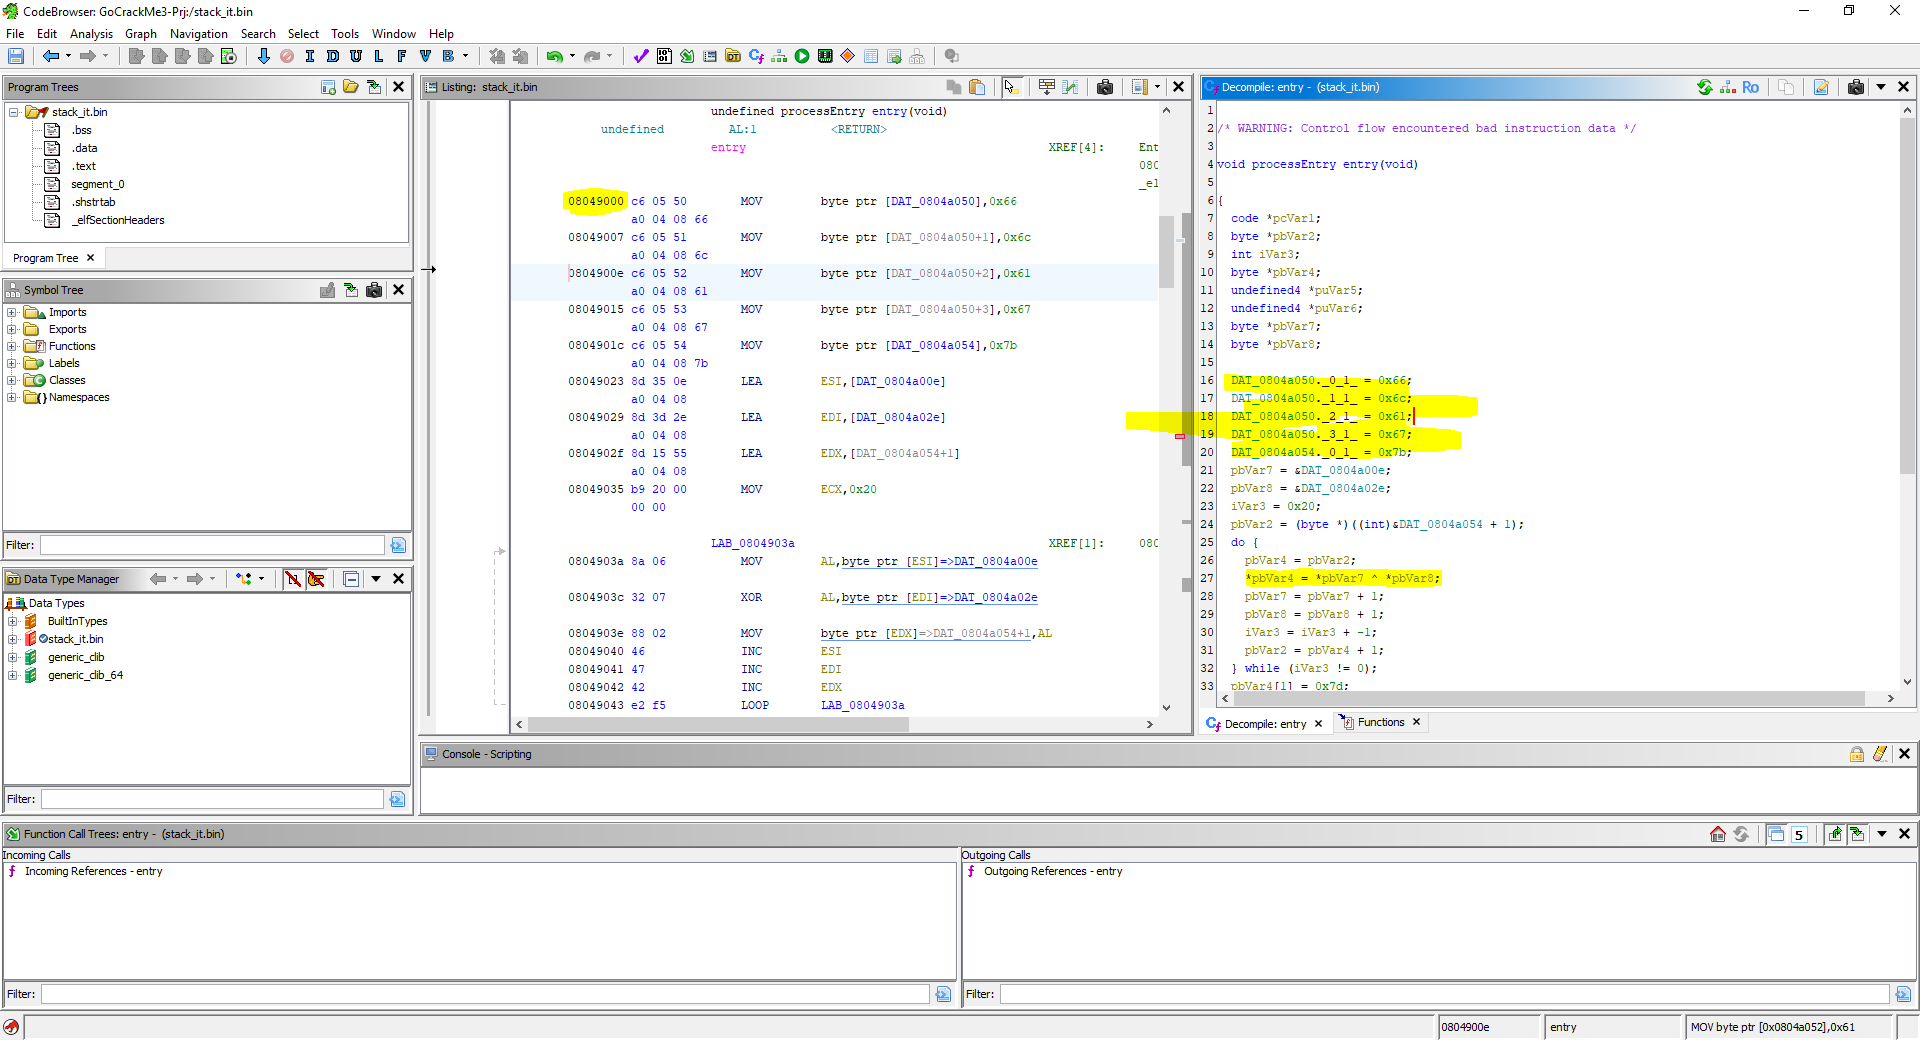 CodeBrowser: GoCrackMe3-Prj:/stack_it.bin
File Edit Analysis Graph Navigation Search Select Tools Window Help
I D U L F V B
Program Trees
stack_it.bin
.bss
.data
.text
segment_0
.shstrtab
_elfSectionHeaders
Program Tree
Symbol Tree
Imports
Exports
Functions
Labels
Classes
Namespaces
Filter:
Data Type Manager
Data Types
BuiltInTypes
stack_it.bin
generic_clib
generic_clib_64
Filter:
Listing: stack_it.bin
undefined processEntry entry(void)
undefined AL:1 <RETURN>
entry XREF[4]: Ent
080
_el
08049000 c6 05 50 MOV byte ptr [DAT_0804a050],0x66
a0 04 08 66
08049007 c6 05 51 MOV byte ptr [DAT_0804a050+1],0x6c
a0 04 08 6c
0804900e c6 05 52 MOV byte ptr [DAT_0804a050+2],0x61
a0 04 08 61
08049015 c6 05 53 MOV byte ptr [DAT_0804a050+3],0x67
a0 04 08 67
0804901c c6 05 54 MOV byte ptr [DAT_0804a054],0x7b
a0 04 08 7b
08049023 8d 35 0e LEA ESI,[DAT_0804a00e]
a0 04 08
08049029 8d 3d 2e LEA EDI,[DAT_0804a02e]
a0 04 08
0804902f 8d 15 55 LEA EDX,[DAT_0804a054+1]
a0 04 08
08049035 b9 20 00 MOV ECX,0x20
00 00
LAB_0804903a XREF[1]: 080
0804903a 8a 06 MOV AL,byte ptr [ESI]=>DAT_0804a00e
0804903c 32 07 XOR AL,byte ptr [EDI]=>DAT_0804a02e
0804903e 88 02 MOV byte ptr [EDX]=>DAT_0804a054+1,AL
08049040 46 INC ESI
08049041 47 INC EDI
08049042 42 INC EDX
08049043 e2 f5 LOOP LAB_0804903a
Decompile: entry - (stack_it.bin)
1
2 /* WARNING: Control flow encountered bad instruction data */
3
4 void processEntry entry(void)
5
6 {
7 code *pcVar1;
8 byte *pbVar2;
9 int iVar3;
10 byte *pbVar4;
11 undefined4 *puVar5;
12 undefined4 *puVar6;
13 byte *pbVar7;
14 byte *pbVar8;
15
16 DAT_0804a050._0_1_ = 0x66;
17 DAT_0804a050._1_1_ = 0x6c;
18 DAT_0804a050._2_1_ = 0x61;
19 DAT_0804a050._3_1_ = 0x67;
20 DAT_0804a054._0_1_ = 0x7b;
21 pbVar7 = &DAT_0804a00e;
22 pbVar8 = &DAT_0804a02e;
23 iVar3 = 0x20;
24 pbVar2 = (byte *)((int)&DAT_0804a054 + 1);
25 do {
26 pbVar4 = pbVar2;
27 *pbVar4 = *pbVar7 ^ *pbVar8;
28 pbVar7 = pbVar7 + 1;
29 pbVar8 = pbVar8 + 1;
30 iVar3 = iVar3 + -1;
31 pbVar2 = pbVar4 + 1;
32 } while (iVar3 != 0);
33 pbVar4[1] = 0x7d;
Decompile: entry Functions
Console - Scripting
Function Call Trees: entry - (stack_it.bin)
5
Incoming Calls
Incoming References - entry
Filter:
Outgoing Calls
Outgoing References - entry
Filter:
0804900e entry MOV byte ptr [0x0804a052],0x61